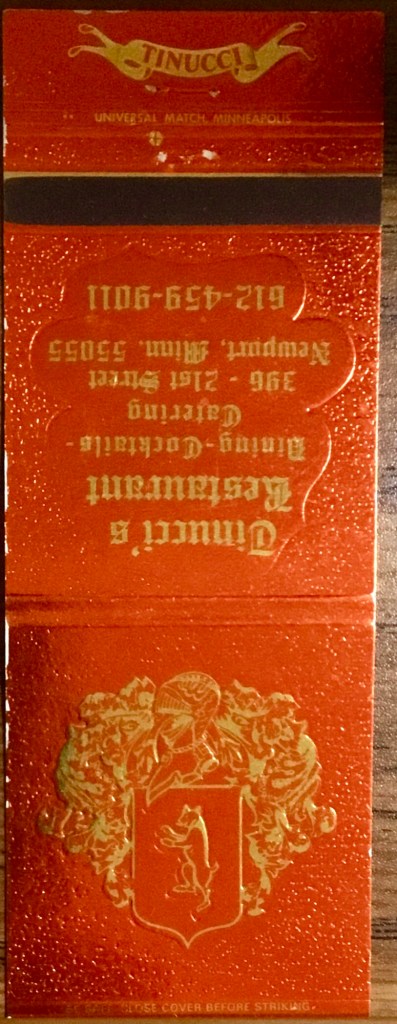 TINUCCI
UNIVERSAL MATCH, MINNEAPOLIS
Tinucci's
Restaurant
Dining-Cocktails-
Catering
396 - 21st Street
Newport, Minn. 55055
612-459-9011
CLOSE COVER BEFORE STRIKING